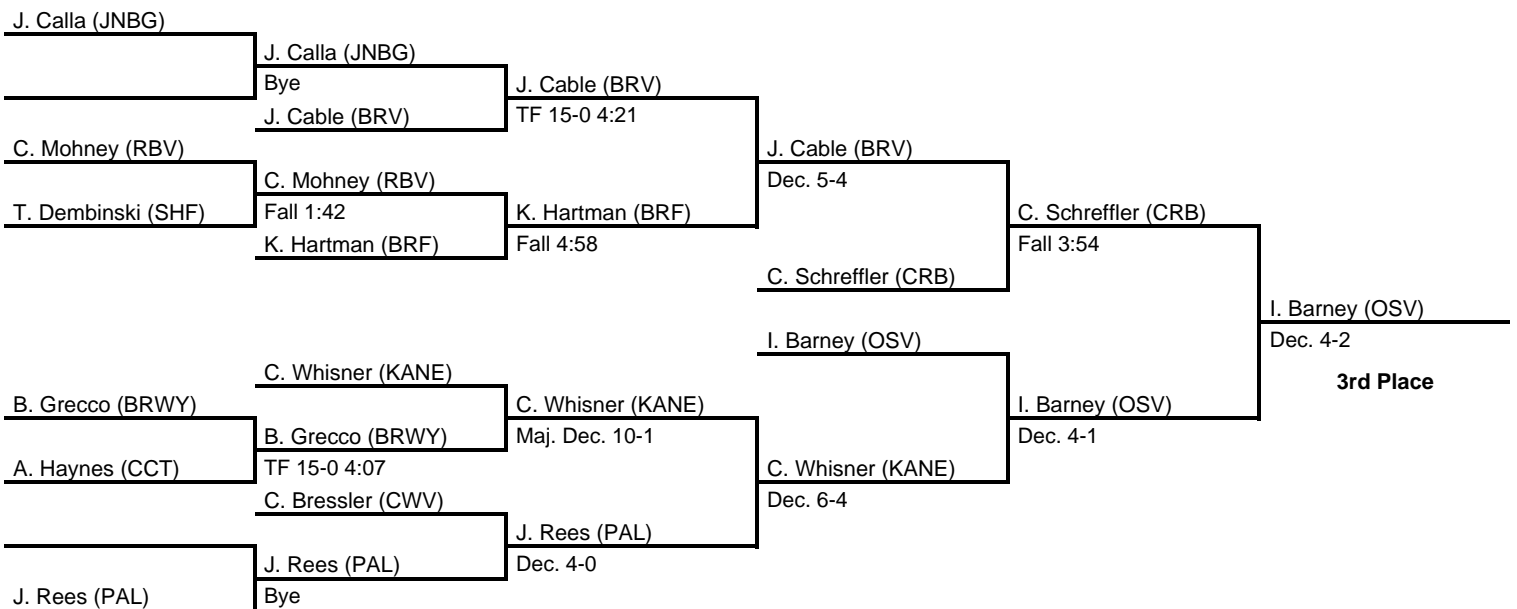 J. Calla (JNBG)
J. Calla (JNBG)
Bye
J. Cable (BRV)
J. Cable (BRV)
TF 15-0 4:21
C. Mohney (RBV)
J. Cable (BRV)
C. Mohney (RBV)
Dec. 5-4
T. Dembinski (SHF)
Fall 1:42
K. Hartman (BRF)
C. Schreffler (CRB)
K. Hartman (BRF)
Fall 4:58
Fall 3:54
C. Schreffler (CRB)
I. Barney (OSV)
I. Barney (OSV)
Dec. 4-2
C. Whisner (KANE)
3rd Place
B. Grecco (BRWY)
C. Whisner (KANE)
I. Barney (OSV)
B. Grecco (BRWY)
Maj. Dec. 10-1
Dec. 4-1
A. Haynes (CCT)
TF 15-0 4:07
C. Whisner (KANE)
C. Bressler (CWV)
Dec. 6-4
J. Rees (PAL)
J. Rees (PAL)
Dec. 4-0
J. Rees (PAL)
Bye